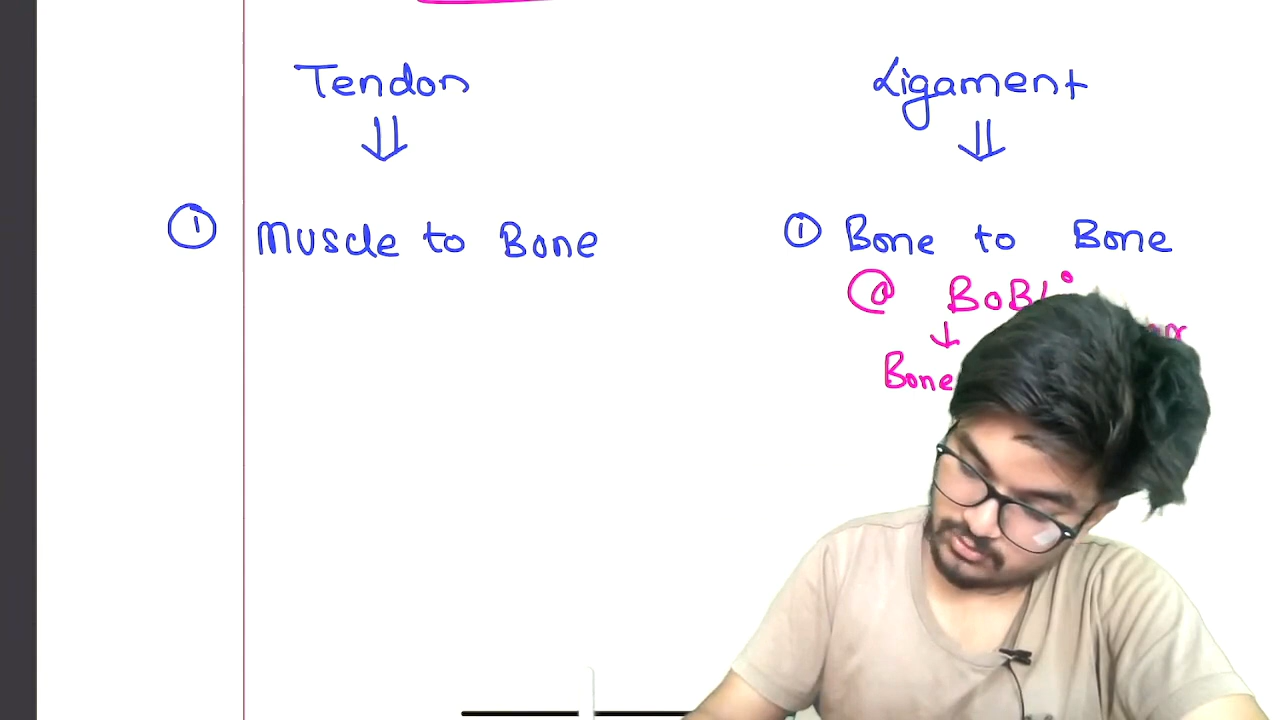 Tendon Ligament
⇓ ⇓
① Muscle to Bone ① Bone to Bone
@
↓
Bone